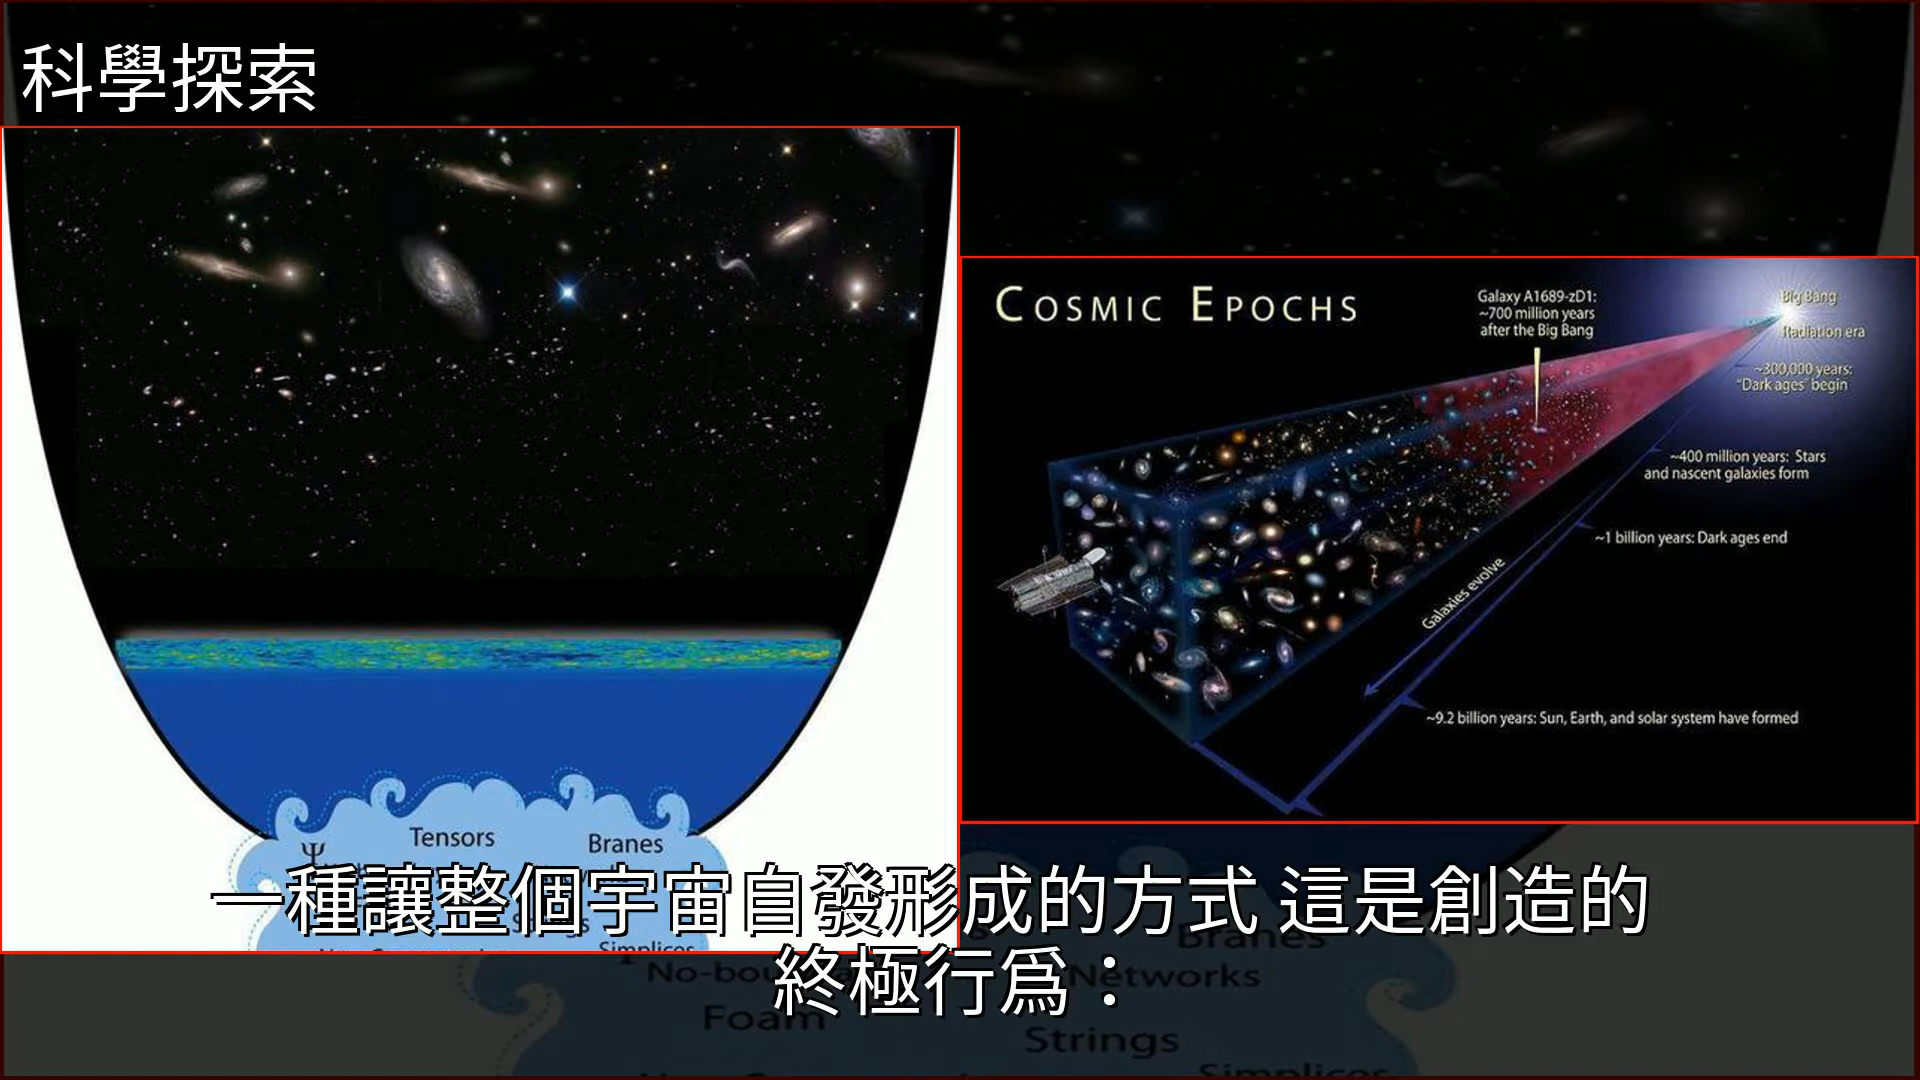 科學探索
COSMIC EPOCHS
Galaxy A1689-zD1:
~700 million years
after the Big Bang
Big Bang
Radiation era
~300,000 years:
"Dark ages" begin
~400 million years: Stars
and nascent galaxies form
~1 billion years: Dark ages end
Galaxies evolve
~9.2 billion years: Sun, Earth, and solar system have formed
Tensors
Branes
Ψ
一種讓整個宇宙自發形成的方式 這是創造的
終極行爲：
Simplices
Branes
Networks
Foam
Strings
Simplices